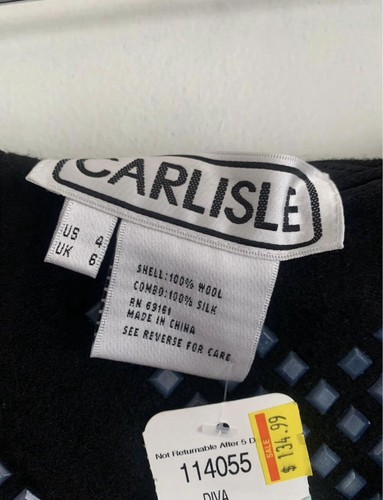 CARLISLE
US 4
UK 6
SHELL:100% WOOL
COMBO:100% SILK
RN 69161
MADE IN CHINA
SEE REVERSE FOR CARE
Not Returnable After 5 D
114055
DIVA
SALE
$134.99